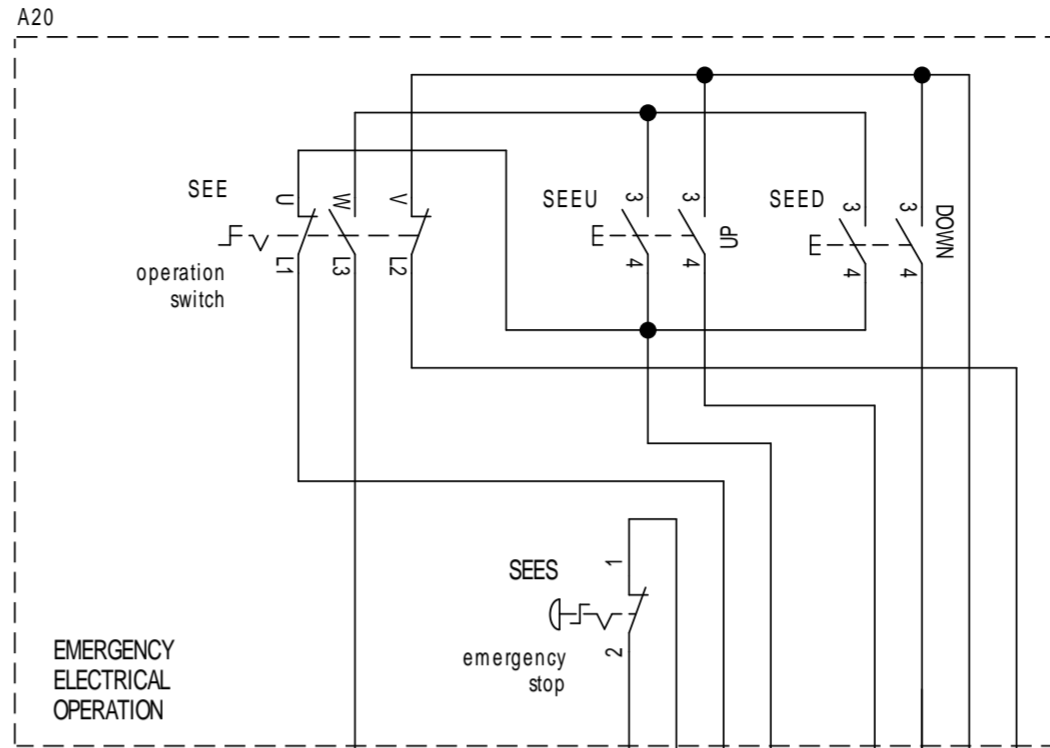 A20
SEE
operation
switch
U
W
V
L1
L3
L2
SEEU
3
3
4
4
UP
SEED
3
3
4
4
DOWN
SEES
1
2
emergency
stop
EMERGENCY
ELECTRICAL
OPERATION